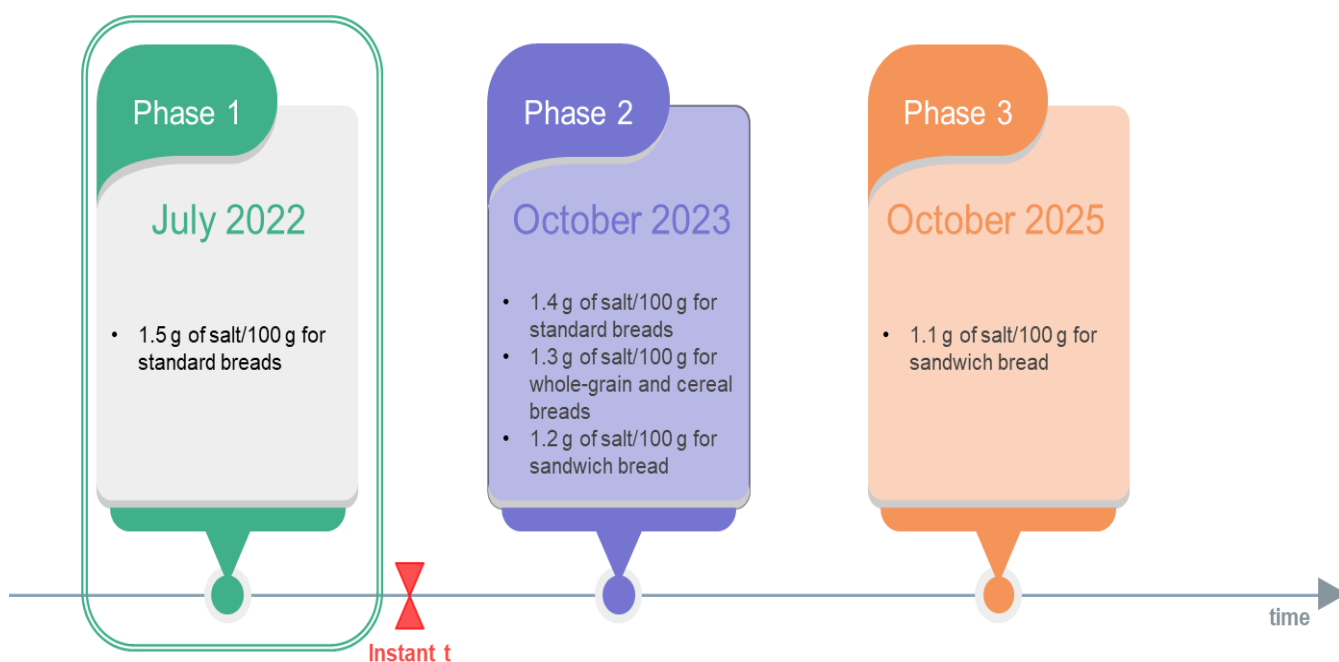 Phase 1
July 2022
• 1.5 g of salt/100 g for
standard breads
Phase 2
October 2023
• 1.4 g of salt/100 g for
standard breads
• 1.3 g of salt/100 g for
whole-grain and cereal
breads
• 1.2 g of salt/100 g for
sandwich bread
Phase 3
October 2025
• 1.1 g of salt/100 g for
sandwich bread
Instant t
time